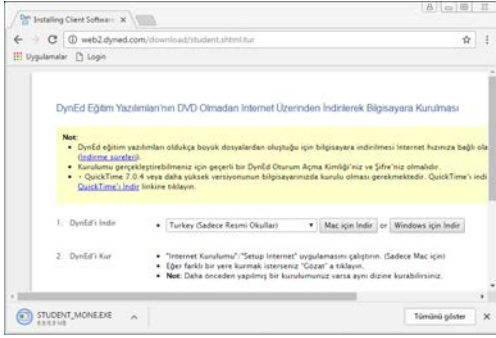 Installing Client Software
web2.dyned.com/download/student.shtml.tur
Uygulamalar Login
DynEd Eğitim Yazılımları'nın DVD Olmadan Internet Üzerinden İndirilerek Bilgisayara Kurulması
Not:
• DynEd eğitim yazılımları oldukça büyük dosyalardan oluştuğu için bilgisayara indirilmesi Internet hızınıza bağlı ola
(indirme süreleri).
• Kurulumu gerçekleştirebilmeniz için geçerli bir DynEd Oturum Açma Kimliği'niz ve Şifre'niz olmalıdır.
• - QuickTime 7.0.4 veya daha yüksek versiyonunun bilgisayarınızda kurulu olması gerekmektedir. QuickTime'ı indi
QuickTime'ı İndir linkine tıklayın.
1. DynEd'i İndir • Turkey (Sadece Resmi Okullar) Mac için İndir or Windows için İndir
2. DynEd'i Kur • "Internet Kurulumu"/"Setup Internet" uygulamasını çalıştırın. (Sadece Mac için)
• Eğer farklı bir yere kurmak isterseniz "Gözat" a tıklayın.
• Not: Daha önceden yapılmış bir kurulumunuz varsa aynı dizine kurabilirsiniz.
STUDENT_MONE.EXE
Tümünü göster